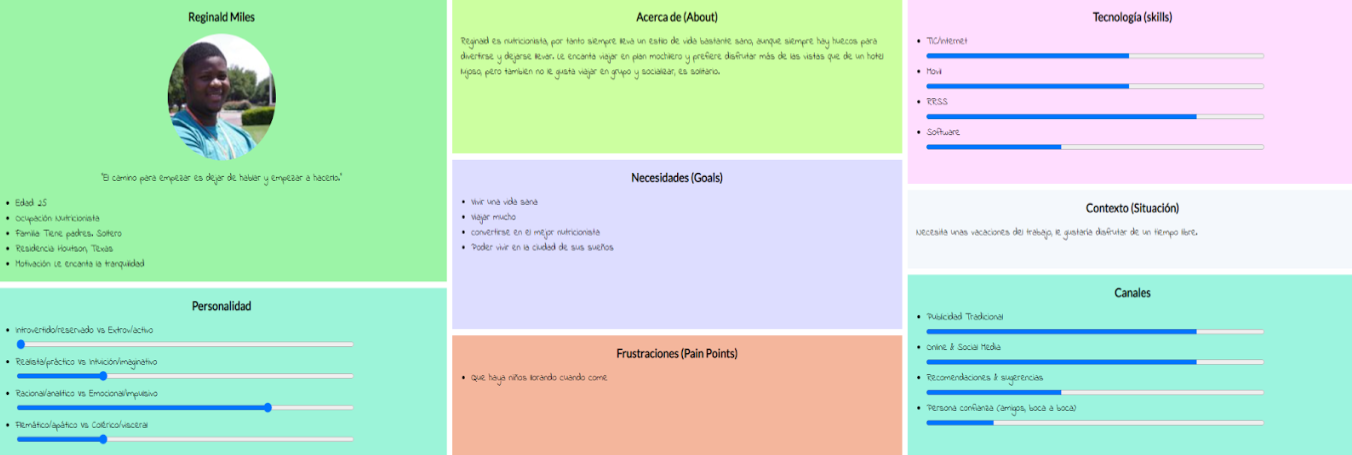 Reginald Miles
"El camino para empezar es dejar de hablar y empezar a hacerlo."
Edad 25
Ocupación Nutricionista
Familia Tiene padres. Soltero
Residencia Houtson, Texas
Motivación Le encanta la tranquilidad
Personalidad
Introvertido/reservado Vs Extrov/activo
Realista/práctico Vs Intuición/imaginativo
Racional/analítico Vs Emocional/impulsivo
Flemático/apático Vs Colérico/visceral
Acerca de (About)
Reginald es nutricionista, por tanto siempre lleva un estilo de vida bastante sano, aunque siempre hay huecos para
divertirse y dejarse llevar. Le encanta viajar en plan mochilero y prefiere disfrutar más de las vistas que de un hotel
lujoso, pero tambien no le gusta viajar en grupo y socializar, es solitario.
Necesidades (Goals)
Vivir una vida sana
Viajar mucho
Convertirse en el mejor nutricionista
Poder vivir en la ciudad de sus sueños
Frustraciones (Pain Points)
Que haya niños llorando cuando come
Tecnología (skills)
TIC/Internet
Movil
RRSS
Software
Contexto (Situación)
Necesita unas vacaciones del trabajo, le gustaría disfrutar de un tiempo libre.
Canales
Publicidad Tradicional
Online & Social Media
Recomendaciones & sugerencias
Persona confianza (amigos, boca a boca)